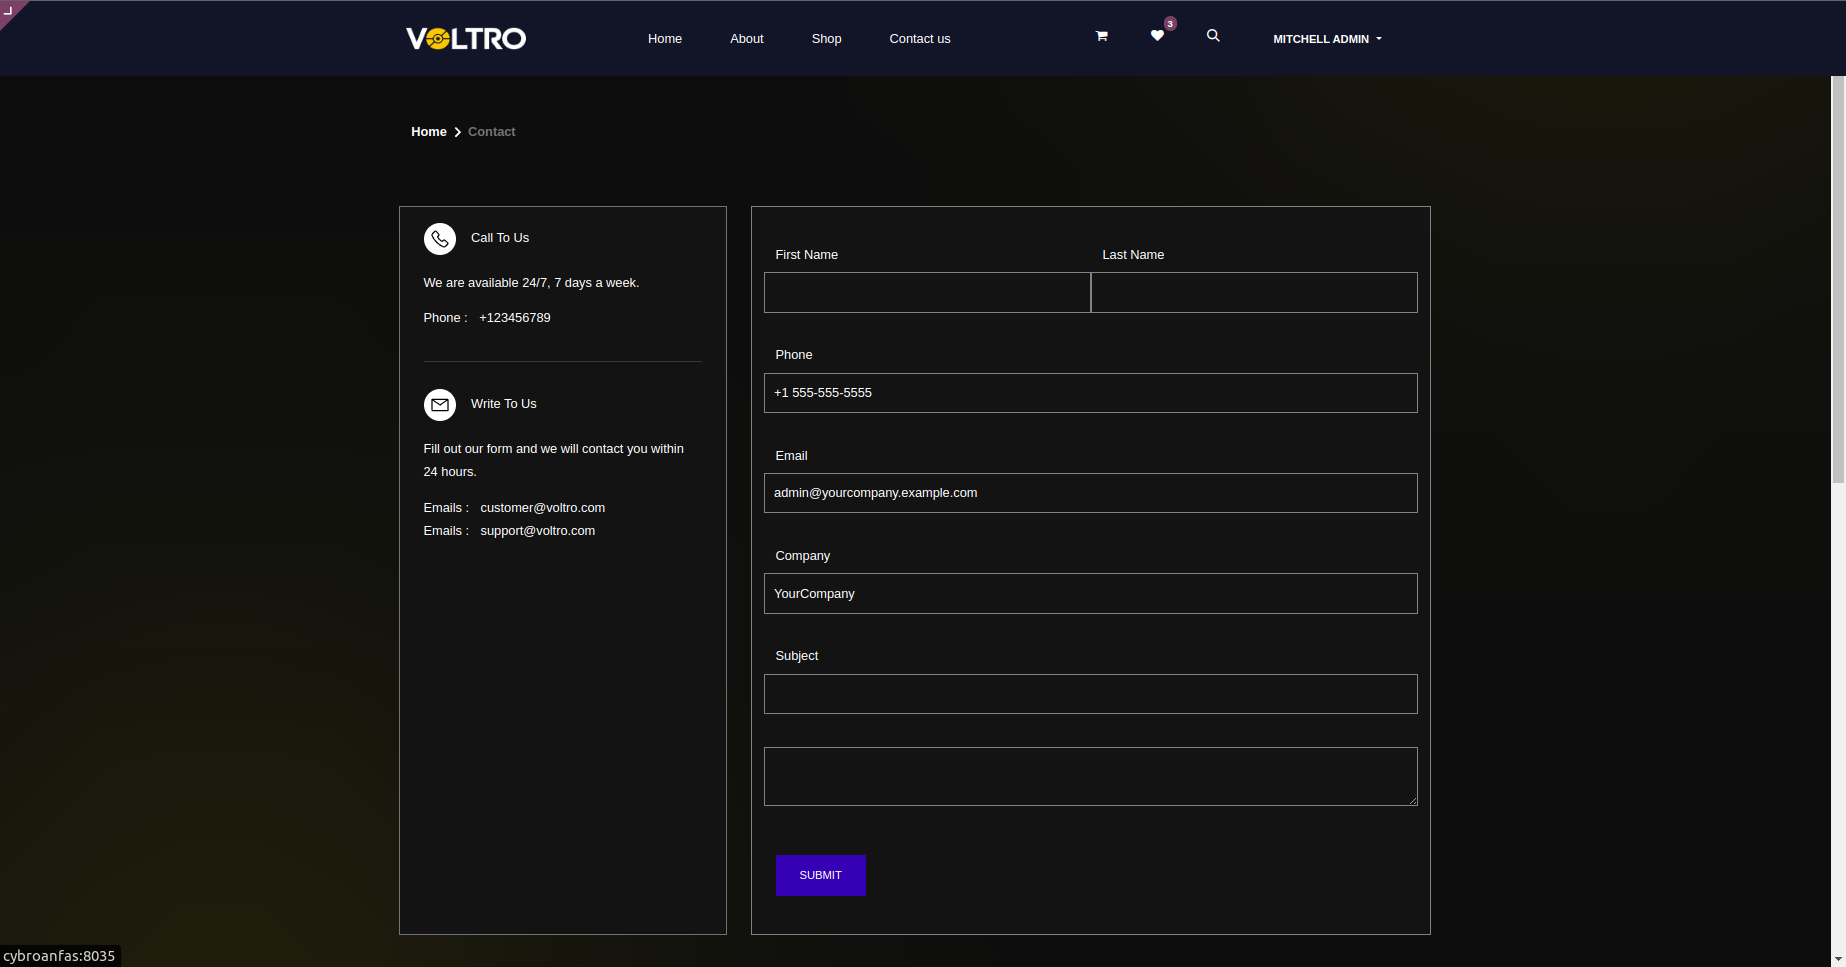 VOLTRO
Home About Shop Contact us 3 MITCHELL ADMIN
Home Contact
Call To Us
We are available 24/7, 7 days a week.
Phone : +123456789
Write To Us
Fill out our form and we will contact you within
24 hours.
Emails : customer@voltro.com
Emails : support@voltro.com
First Name Last Name
Phone
+1 555-555-5555
Email
admin@yourcompany.example.com
Company
YourCompany
Subject
SUBMIT
cybroanfas:8035